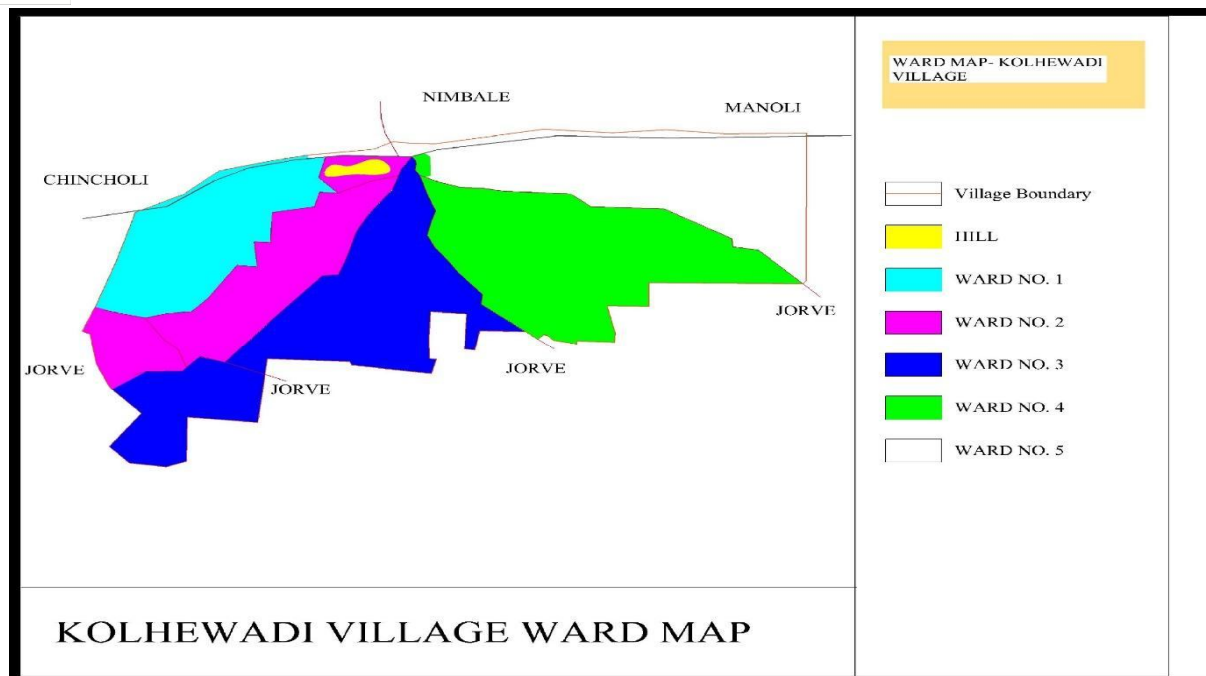 WARD MAP- KOLHEWADI
VILLAGE
NIMBALE
MANOLI
CHINCHOLI
JORVE
JORVE
JORVE
JORVE
Village Boundary
HILL
WARD NO. 1
WARD NO. 2
WARD NO. 3
WARD NO. 4
WARD NO. 5
KOLHEWADI VILLAGE WARD MAP